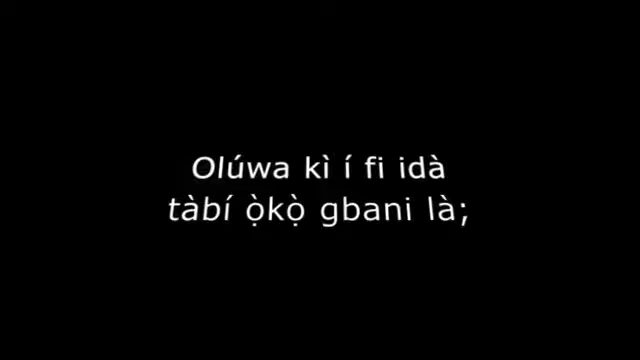 Olúwa kì í fi idà
tàbí ọ̀kọ̀ gbani là;